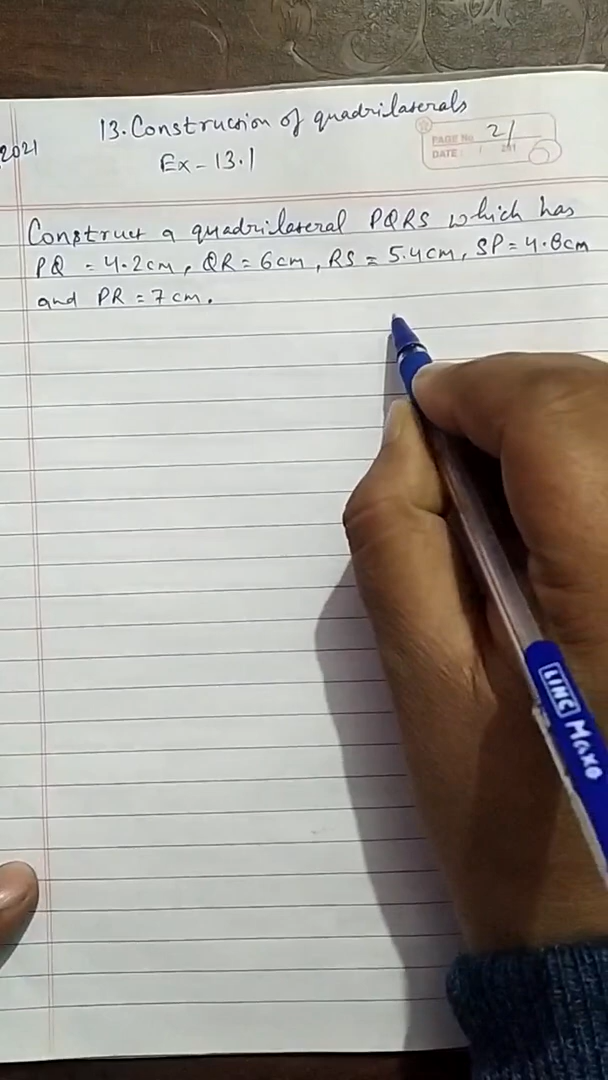 13. Construction of quadrilaterals
2021
Ex - 13.1
PAGE No. 21
DATE:
Construct a quadrilateral PQRS which has
PQ = 4.2cm, QR = 6cm, RS = 5.4cm, SP = 4.8cm
and PR = 7cm.
LINC Maxo